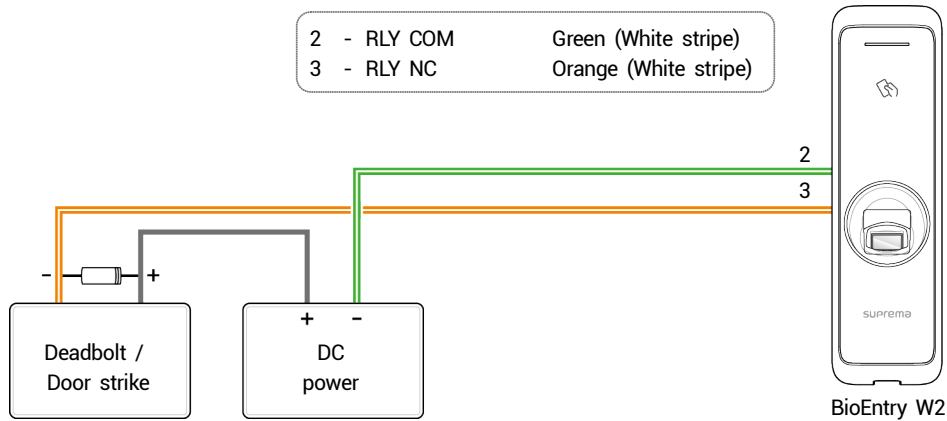 2 - RLY COM Green (White stripe)
3 - RLY NC Orange (White stripe)
2
3
- +
+ -
Deadbolt /
Door strike
DC
power
suprema
BioEntry W2